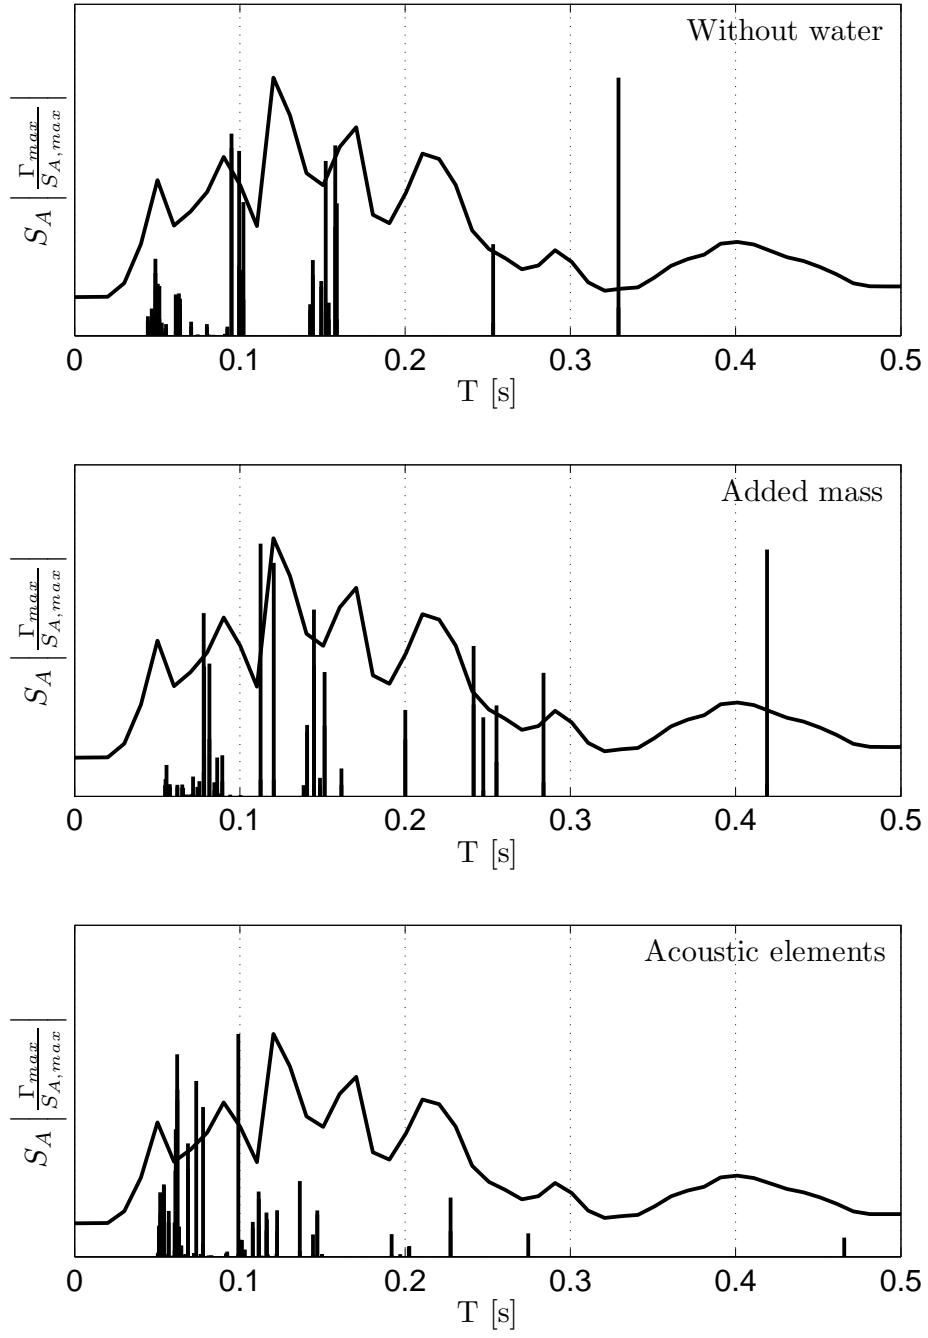 Without water
S_A |Γ_max / S_A,max|
0 0.1 0.2 0.3 0.4 0.5
T [s]
Added mass
S_A |Γ_max / S_A,max|
0 0.1 0.2 0.3 0.4 0.5
T [s]
Acoustic elements
S_A |Γ_max / S_A,max|
0 0.1 0.2 0.3 0.4 0.5
T [s]